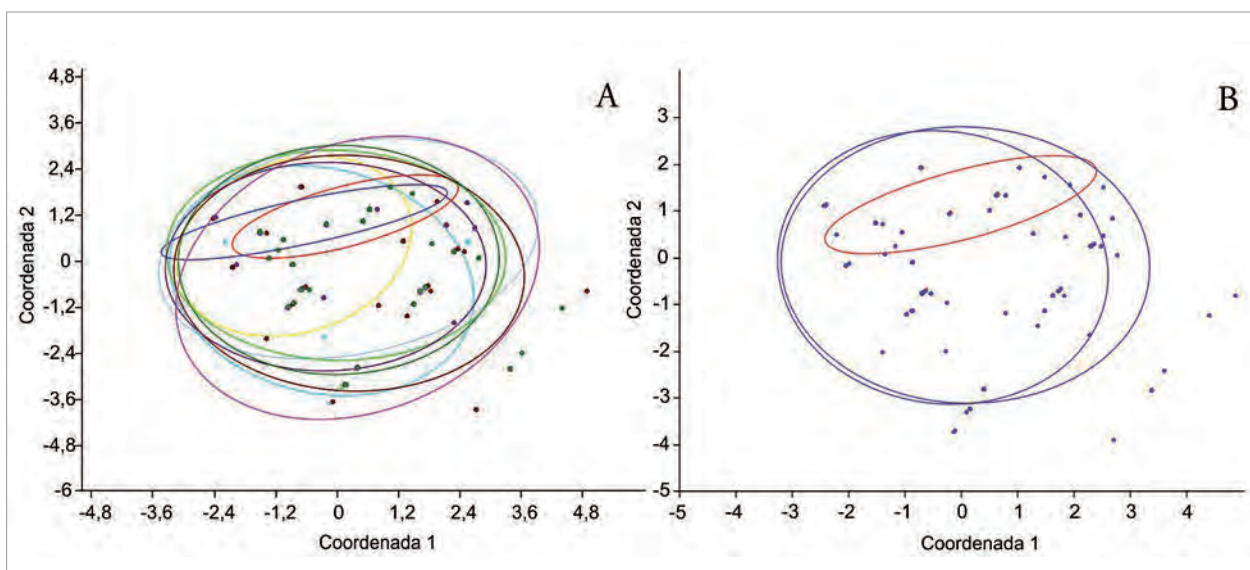 A
4,8
3,6
2,4
1,2
0
-1,2
-2,4
-3,6
-4,8
-6
Coordenada 2
-4,8 -3,6 -2,4 -1,2 0 1,2 2,4 3,6 4,8
Coordenada 1
B
3
2
1
0
-1
-2
-3
-4
-5
Coordenada 2
-5 -4 -3 -2 -1 0 1 2 3 4
Coordenada 1